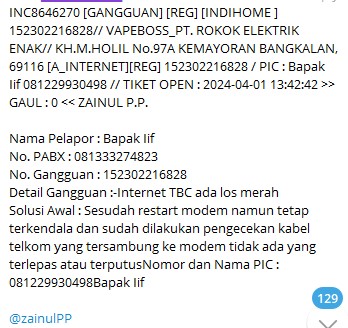 INC8646270 [GANGGUAN] [REG] [INDIHOME ]
152302216828// VAPEBOSS_PT. ROKOK ELEKTRIK
ENAK// KH.M.HOLIL No.97A KEMAYORAN BANGKALAN,
69116 [A_INTERNET][REG] 152302216828 / PIC : Bapak
Iif 081229930498 // TIKET OPEN : 2024-04-01 13:42:42 >>
GAUL : 0 << ZAINUL P.P.

Nama Pelapor : Bapak Iif
No. PABX : 081333274823
No. Gangguan : 152302216828
Detail Gangguan :-Internet TBC ada los merah
Solusi Awal : Sesudah restart modem namun tetap
terkendala dan sudah dilakukan pengecekan kabel
telkom yang tersambung ke modem tidak ada yang
terlepas atau terputusNomor dan Nama PIC :
081229930498Bapak Iif
129
@zainulPP